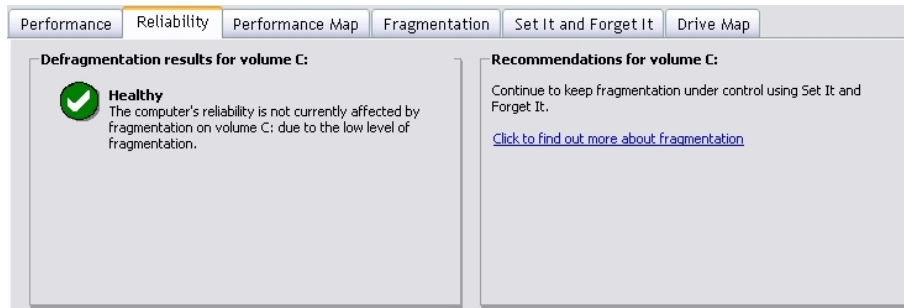 Performance Reliability Performance Map Fragmentation Set It and Forget It Drive Map
Defragmentation results for volume C:
Healthy
The computer's reliability is not currently affected by
fragmentation on volume C: due to the low level of
fragmentation.
Recommendations for volume C:
Continue to keep fragmentation under control using Set It and
Forget It.
Click to find out more about fragmentation